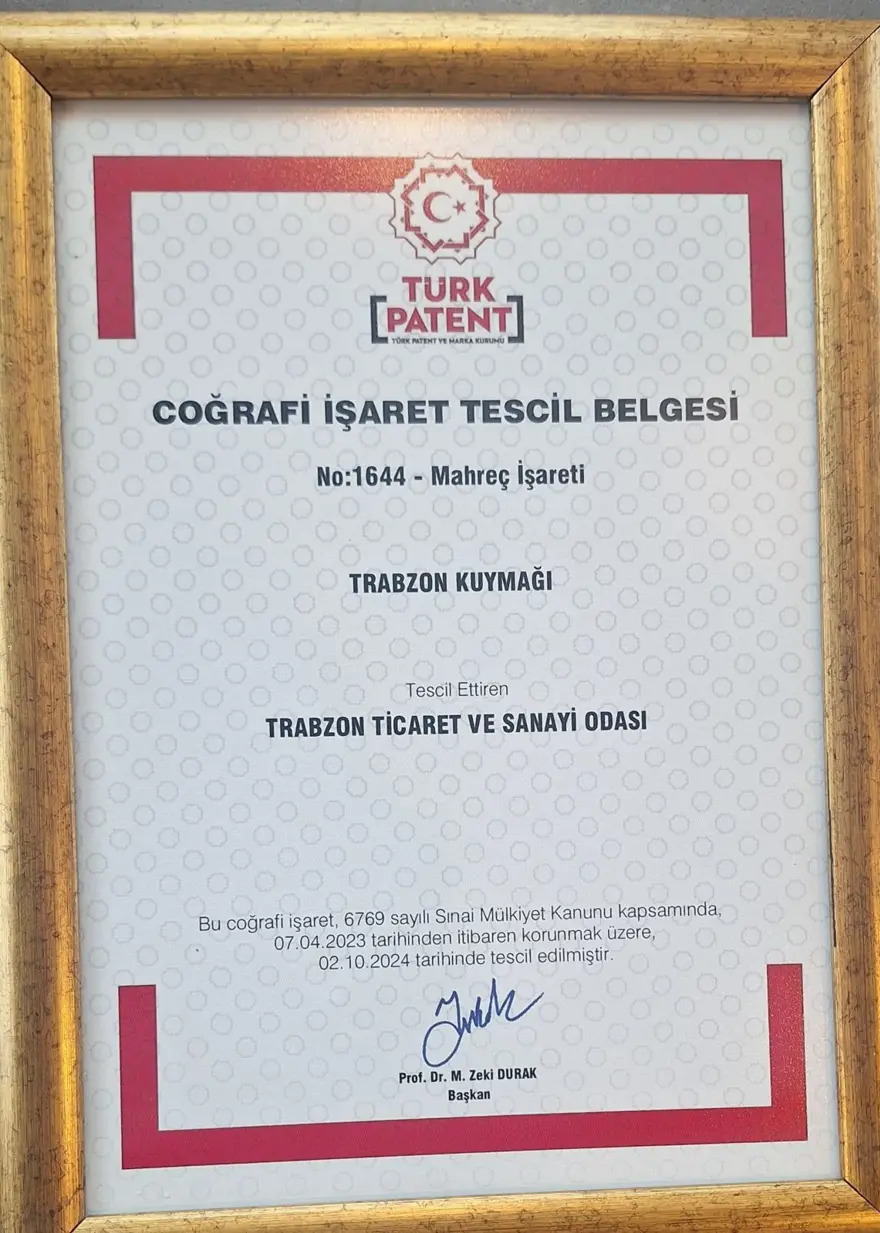 TÜRK
PATENT
TÜRK PATENT VE MARKA KURUMU
COĞRAFİ İŞARET TESCİL BELGESİ
No:1644 - Mahreç İşareti
TRABZON KUYMAĞI
Tescil Ettiren
TRABZON TİCARET VE SANAYİ ODASI
Bu coğrafi işaret, 6769 sayılı Sınai Mülkiyet Kanunu kapsamında,
07.04.2023 tarihinden itibaren korunmak üzere,
02.10.2024 tarihinde tescil edilmiştir.
Prof. Dr. M. Zeki DURAK
Başkan